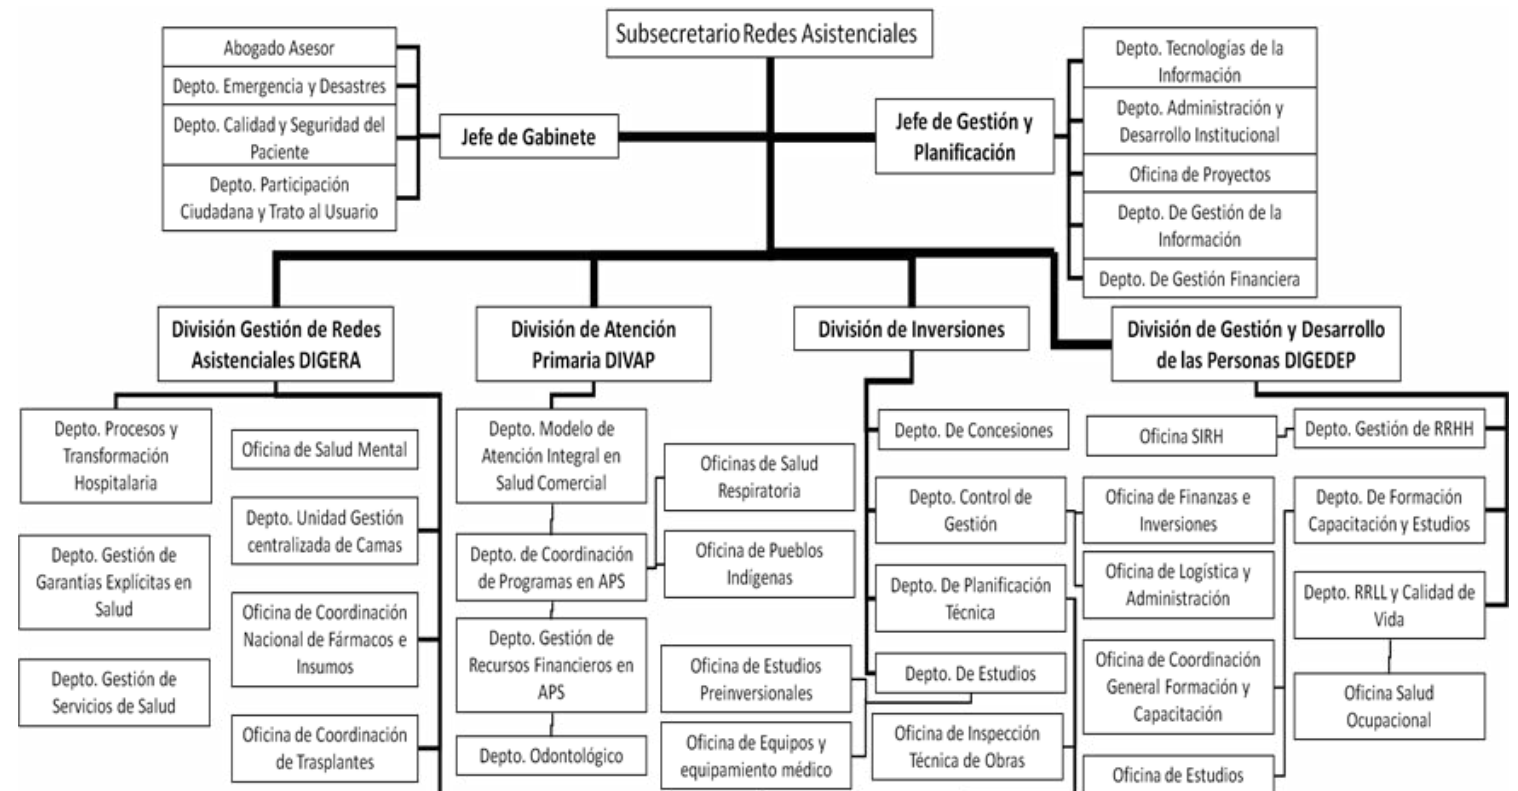 Subsecretario Redes Asistenciales
Abogado Asesor
Depto. Emergencia y Desastres
Depto. Calidad y Seguridad del
Paciente
Depto. Participación
Ciudadana y Trato al Usuario
Jefe de Gabinete
Jefe de Gestión y
Planificación
Depto. Tecnologías de la
Información
Depto. Administración y
Desarrollo Institucional
Oficina de Proyectos
Depto. De Gestión de la
Información
Depto. De Gestión Financiera
División Gestión de Redes
Asistenciales DIGERA
División de Atención
Primaria DIVAP
División de Inversiones
División de Gestión y Desarrollo
de las Personas DIGEDEP
Depto. Procesos y
Transformación
Hospitalaria
Depto. Gestión de
Garantías Explícitas en
Salud
Depto. Gestión de
Servicios de Salud
Oficina de Salud Mental
Depto. Unidad Gestión
centralizada de Camas
Oficina de Coordinación
Nacional de Fármacos e
Insumos
Oficina de Coordinación
de Trasplantes
Depto. Modelo de
Atención Integral en
Salud Comercial
Depto. de Coordinación
de Programas en APS
Depto. Gestión de
Recursos Financieros en
APS
Depto. Odontológico
Oficinas de Salud
Respiratoria
Oficina de Pueblos
Indígenas
Oficina de Estudios
Preinversionales
Oficina de Equipos y
equipamiento médico
Depto. De Concesiones
Depto. Control de
Gestión
Depto. De Planificación
Técnica
Depto. De Estudios
Oficina de Inspección
Técnica de Obras
Oficina SIRH
Oficina de Finanzas e
Inversiones
Oficina de Logística y
Administración
Oficina de Coordinación
General Formación y
Capacitación
Oficina de Estudios
Depto. Gestión de RRHH
Depto. De Formación
Capacitación y Estudios
Depto. RRLL y Calidad de
Vida
Oficina Salud
Ocupacional